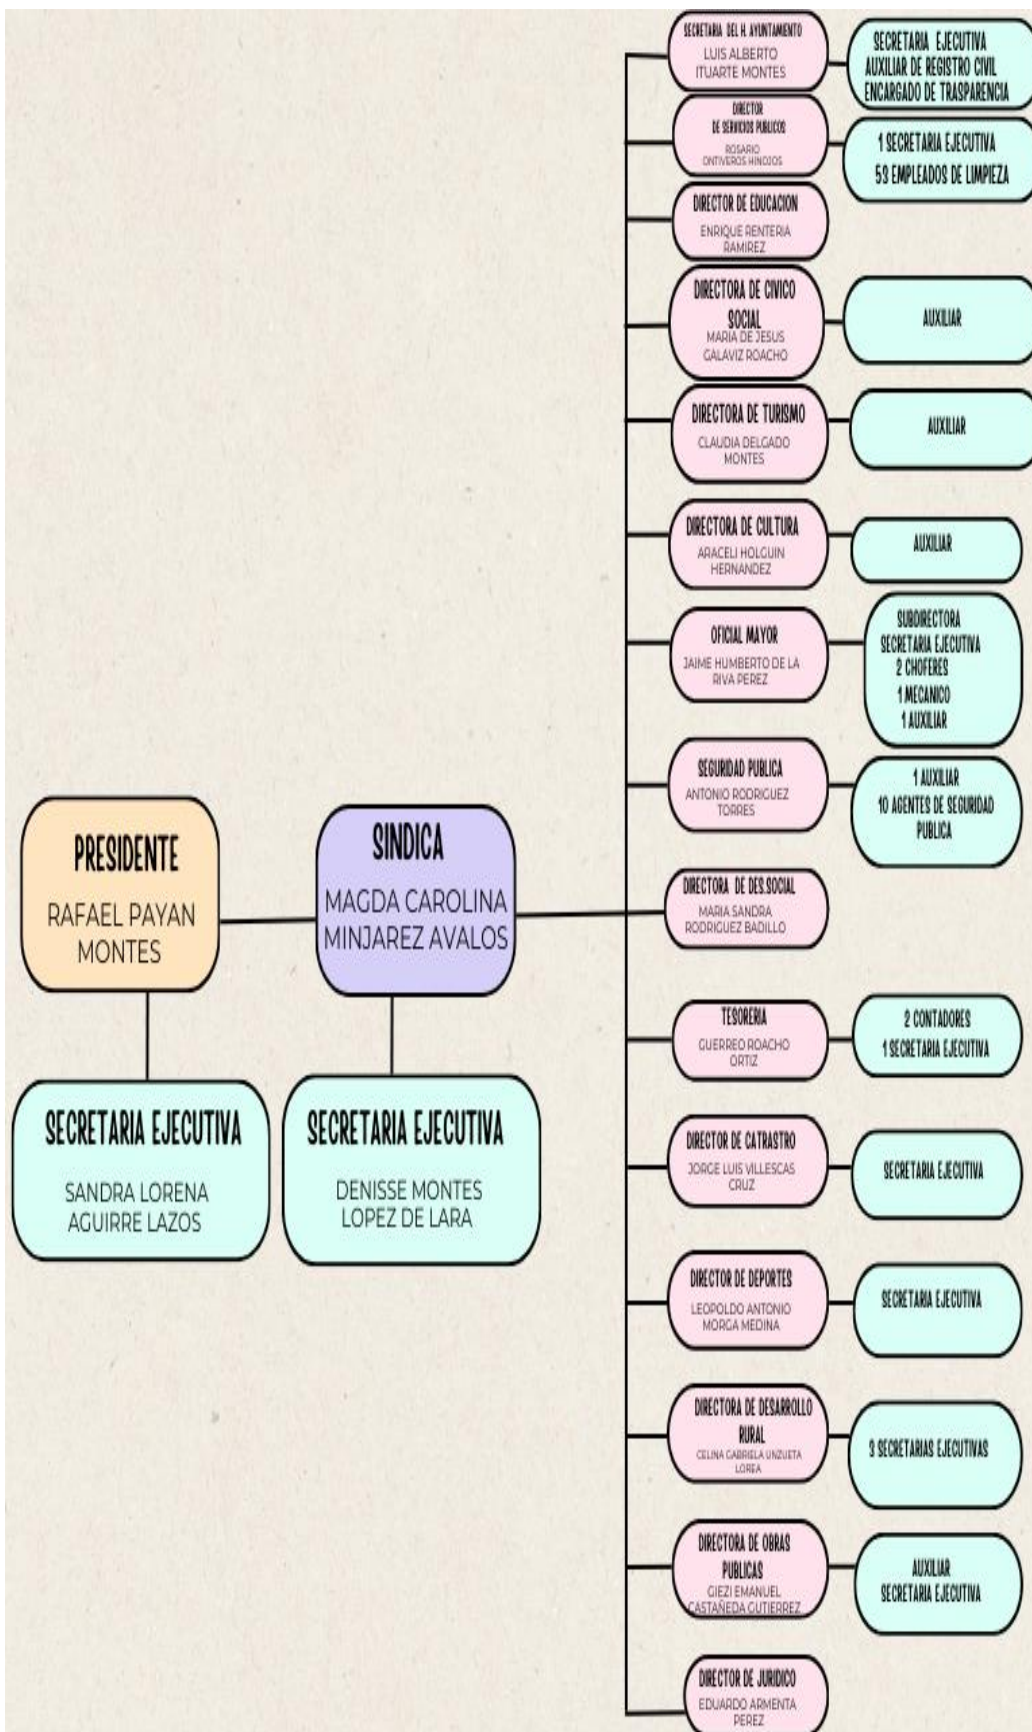 PRESIDENTE
RAFAEL PAYAN
MONTES
SECRETARIA EJECUTIVA
SANDRA LORENA
AGUIRRE LAZOS
SINDICA
MAGDA CAROLINA
MINJAREZ AVALOS
SECRETARIA EJECUTIVA
DENISSE MONTES
LOPEZ DE LARA
SECRETARIA DEL H. AYUNTAMIENTO
LUIS ALBERTO
ITUARTE MONTES
SECRETARIA EJECUTIVA
AUXILIAR DE REGISTRO CIVIL
ENCARGADO DE TRASPARENCIA
DIRECTOR
DE SERVICIOS PUBLICOS
ROSARIO
ONTIVEROS HINOJOS
1 SECRETARIA EJECUTIVA
53 EMPLEADOS DE LIMPIEZA
DIRECTOR DE EDUCACION
ENRIQUE RENTERIA
RAMIREZ
DIRECTORA DE CIVICO
SOCIAL
MARIA DE JESUS
GALAVIZ ROACHO
AUXILIAR
DIRECTORA DE TURISMO
CLAUDIA DELGADO
MONTES
AUXILIAR
DIRECTORA DE CULTURA
ARACELI HOLGUIN
HERNANDEZ
AUXILIAR
OFICIAL MAYOR
JAIME HUMBERTO DE LA
RIVA PEREZ
SUBDIRECTORA
SECRETARIA EJECUTIVA
2 CHOFERES
1 MECANICO
1 AUXILIAR
SEGURIDAD PUBLICA
ANTONIO RODRIGUEZ
TORRES
1 AUXILIAR
10 AGENTES DE SEGURIDAD
PUBLICA
DIRECTORA DE DES.SOCIAL
MARIA SANDRA
RODRIGUEZ BADILLO
TESORERIA
GUERREO ROACHO
ORTIZ
2 CONTADORES
1 SECRETARIA EJECUTIVA
DIRECTOR DE CATRASTRO
JORGE LUIS VILLESCAS
CRUZ
SECRETARIA EJECUTIVA
DIRECTOR DE DEPORTES
LEOPOLDO ANTONIO
MORGA MEDINA
SECRETARIA EJECUTIVA
DIRECTORA DE DESARROLLO
RURAL
CELINA GABRIELA UNZUETA
LOREA
3 SECRETARIAS EJECUTIVAS
DIRECTORA DE OBRAS
PUBLICAS
GIEZI EMANUEL
CASTAÑEDA GUTIERREZ
AUXILIAR
SECRETARIA EJECUTIVA
DIRECTOR DE JURIDICO
EDUARDO ARMENTA
PEREZ